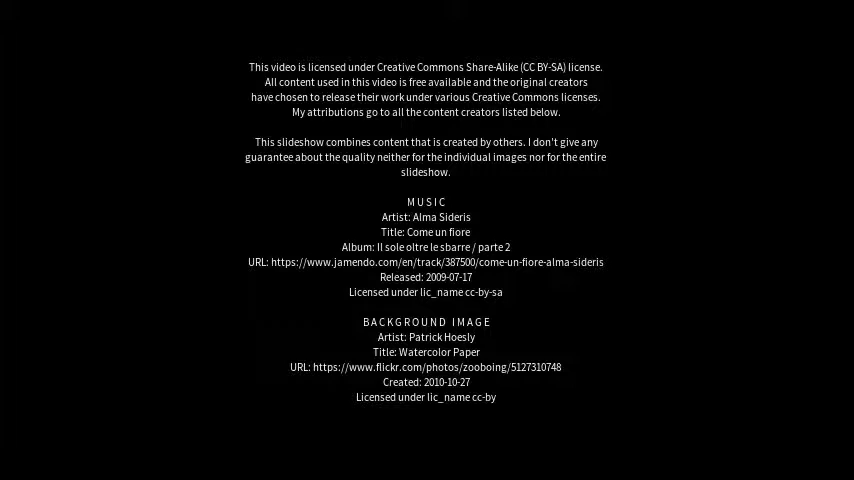 This video is licensed under Creative Commons Share-Alike (CC BY-SA) license.
All content used in this video is free available and the original creators
have chosen to release their work under various Creative Commons licenses.
My attributions go to all the content creators listed below.
This slideshow combines content that is created by others. I don't give any
guarantee about the quality neither for the individual images nor for the entire
slideshow.
MUSIC
Artist: Alma Sideris
Title: Come un fiore
Album: Il sole oltre le sbarre / parte 2
URL: https://www.jamendo.com/en/track/387500/come-un-fiore-alma-sideris
Released: 2009-07-17
Licensed under lic_name cc-by-sa
BACKGROUND IMAGE
Artist: Patrick Hoesly
Title: Watercolor Paper
URL: https://www.flickr.com/photos/zooboing/5127310748
Created: 2010-10-27
Licensed under lic_name cc-by